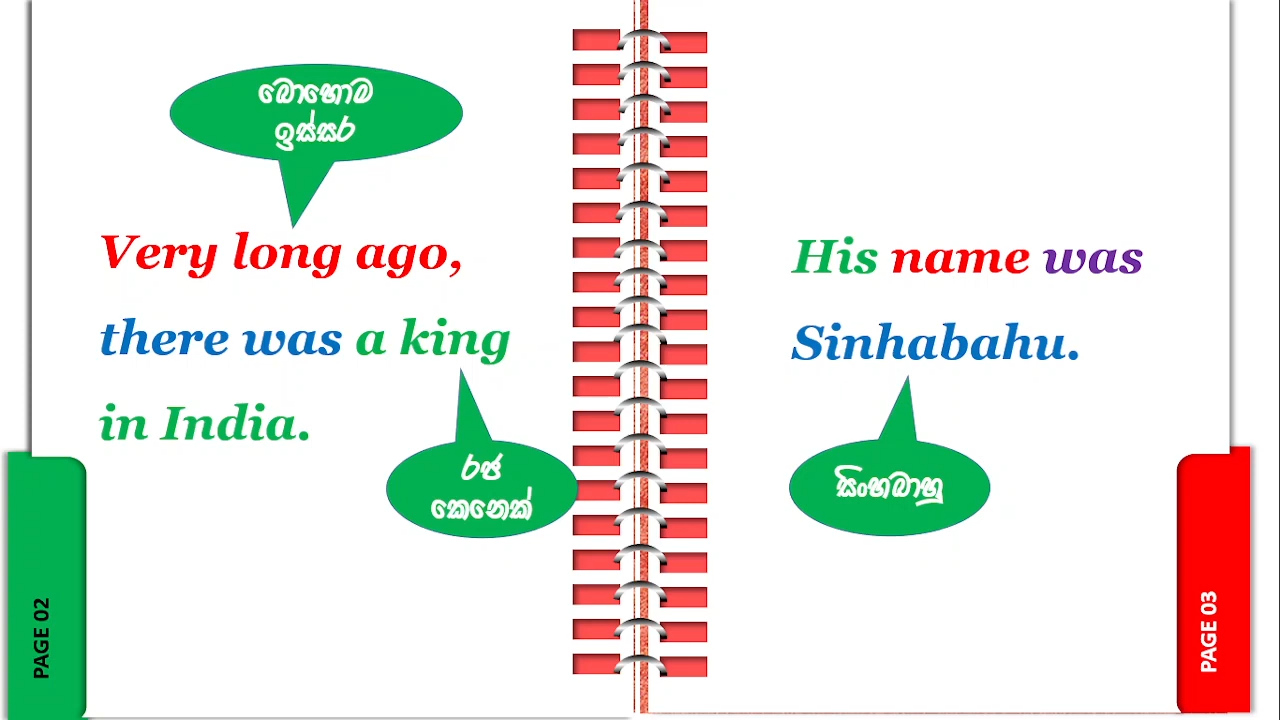 බොහොම
ඉස්සර
Very long ago,
there was a king
in India.
රජ
කෙනෙක්
PAGE 02
His name was
Sinhabahu.
සිංහබාහු
PAGE 03